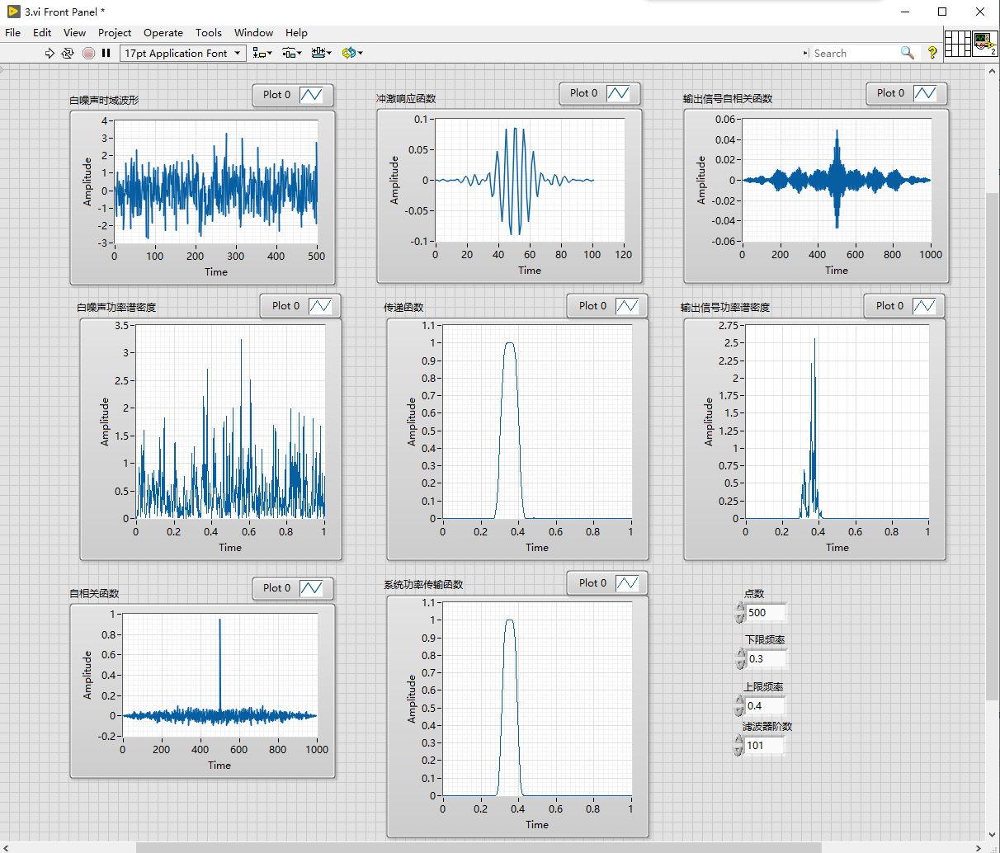 3.vi Front Panel *
File Edit View Project Operate Tools Window Help
17pt Application Font
Search
?
2
白噪声时域波形
Plot 0
4
3
2
1
0
-1
-2
-3
Amplitude
0 100 200 300 400 500
Time
冲激响应函数
Plot 0
0.1
0.05
0
-0.05
-0.1
Amplitude
0 20 40 60 80 100 120
Time
输出信号自相关函数
Plot 0
0.06
0.04
0.02
0
-0.02
-0.04
-0.06
Amplitude
0 200 400 600 800 1000
Time
白噪声功率谱密度
Plot 0
3.5
3
2.5
2
1.5
1
0.5
0
Amplitude
0 0.2 0.4 0.6 0.8 1
Time
传递函数
Plot 0
1.1
1
0.9
0.8
0.7
0.6
0.5
0.4
0.3
0.2
0.1
0
Amplitude
0 0.2 0.4 0.6 0.8 1
Time
输出信号功率谱密度
Plot 0
2.75
2.5
2.25
2
1.75
1.5
1.25
1
0.75
0.5
0.25
0
Amplitude
0 0.2 0.4 0.6 0.8 1
Time
自相关函数
Plot 0
1
0.8
0.6
0.4
0.2
0
-0.2
Amplitude
0 200 400 600 800 1000
Time
系统功率传输函数
Plot 0
1.1
1
0.9
0.8
0.7
0.6
0.5
0.4
0.3
0.2
0.1
0
Amplitude
0 0.2 0.4 0.6 0.8 1
Time
点数
500
下限频率
0.3
上限频率
0.4
滤波器阶数
101